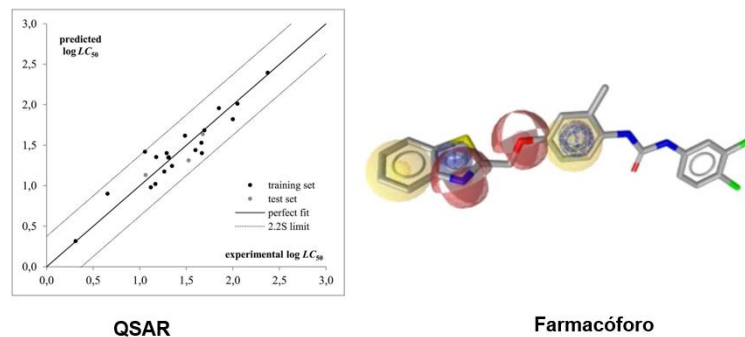 3,0
predicted
log LC50
2,5
2,0
1,5
1,0
0,5
0,0
training set
test set
perfect fit
2.2S limit
experimental log LC50
0,0 0,5 1,0 1,5 2,0 2,5 3,0
QSAR
Farmacóforo